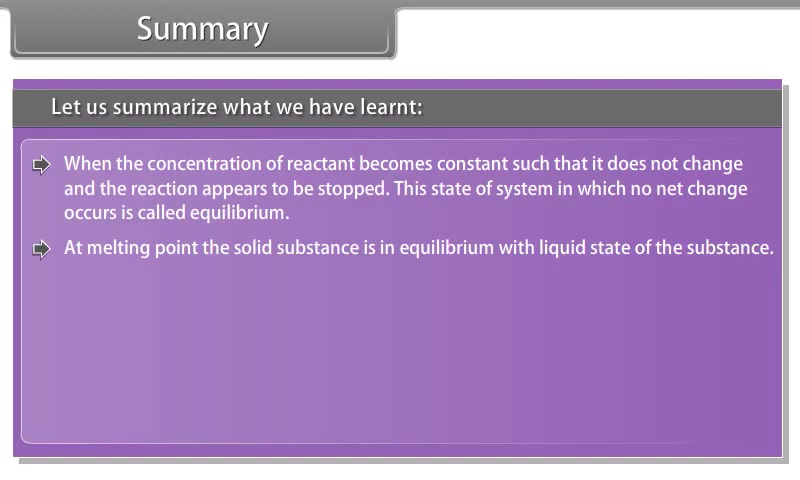 Summary
Let us summarize what we have learnt:
When the concentration of reactant becomes constant such that it does not change
and the reaction appears to be stopped. This state of system in which no net change
occurs is called equilibrium.
At melting point the solid substance is in equilibrium with liquid state of the substance.